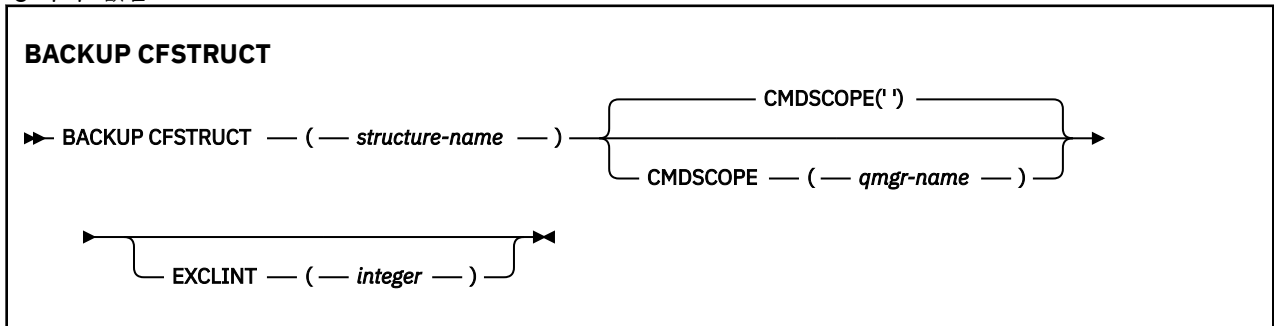 BACKUP CFSTRUCT
CMDSCOPE(' ')
BACKUP CFSTRUCT ( structure-name )
CMDSCOPE ( qmgr-name )
EXCLINT ( integer )